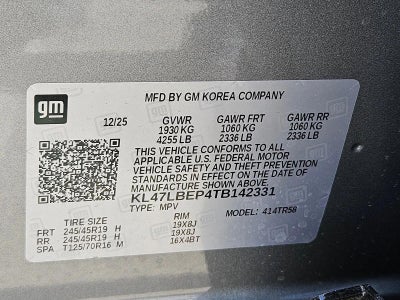 gm
MFD BY GM KOREA COMPANY
12/25 GVWR GAWR FRT GAWR RR
1930 KG 1060 KG 1060 KG
4255 LB 2336 LB 2336 LB
THIS VEHICLE CONFORMS TO ALL
APPLICABLE U.S. FEDERAL MOTOR
VEHICLE SAFETY AND THEFT PREVENTION
STANDARDS IN EFFECT ON THE DATE OF
MANUFACTURE SHOWN ABOVE.
KL47LBEP4TB142331
TYPE: MPV MODEL: 414TR58
TIRE SIZE RIM
FRT 245/45R19 H 19X8J
RR 245/45R19 H 19X8J
SPA T125/70R16 M 16X4BT